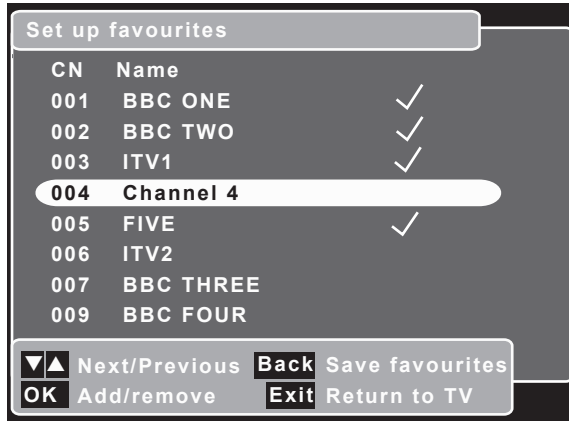 Set up favourites
CN Name
001 BBC ONE
002 BBC TWO
003 ITV1
004 Channel 4
005 FIVE
006 ITV2
007 BBC THREE
009 BBC FOUR
▼▲ Next/Previous Back Save favourites
OK Add/remove Exit Return to TV